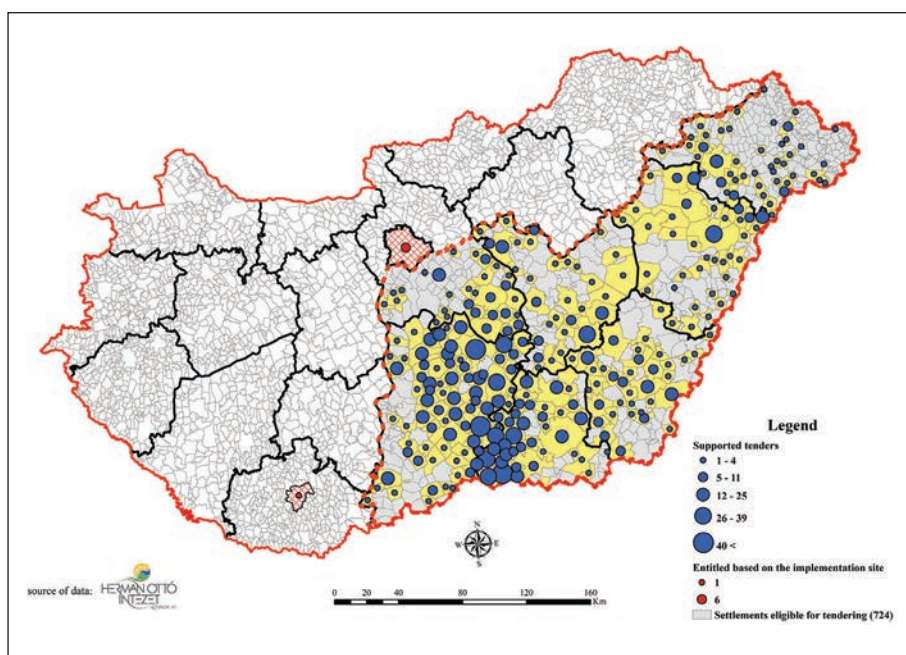 N
W E
S
Legend
Supported tenders
1 - 4
5 - 11
12 - 25
26 - 39
40 <
Entitled based on the implementation site
1
6
Settlements eligible for tendering (724)
source of data: HERMAN OTTÓ
INTÉZET
0 20 40 80 120 160
Km